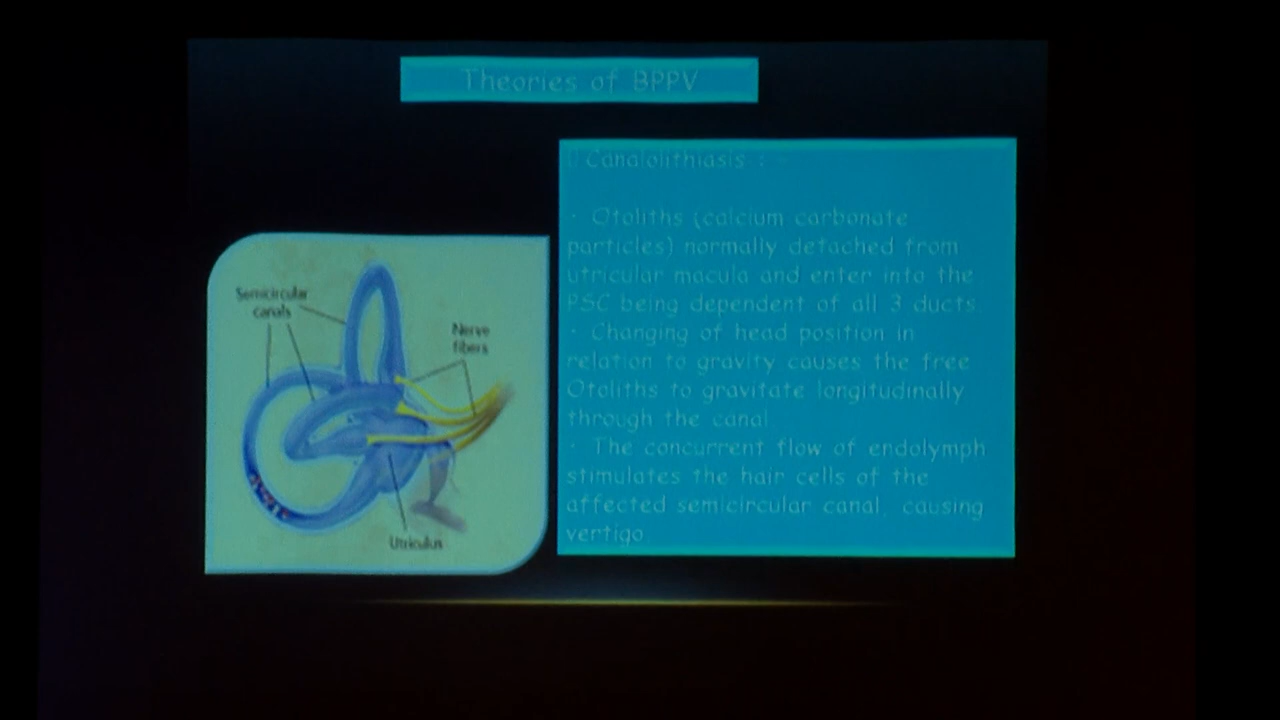 Theories of BPPV
Canalolithiasis : -
· Otoliths (calcium carbonate
particles) normally detached from
utricular macula and enter into the
PSC being dependent of all 3 ducts
· Changing of head position in
relation to gravity causes the free
Otoliths to gravitate longitudinally
through the canal
· The concurrent flow of endolymph
stimulates the hair cells of the
affected semicircular canal, causing
vertigo
Semicircular
canals
Nerve
fibers
Utriculus